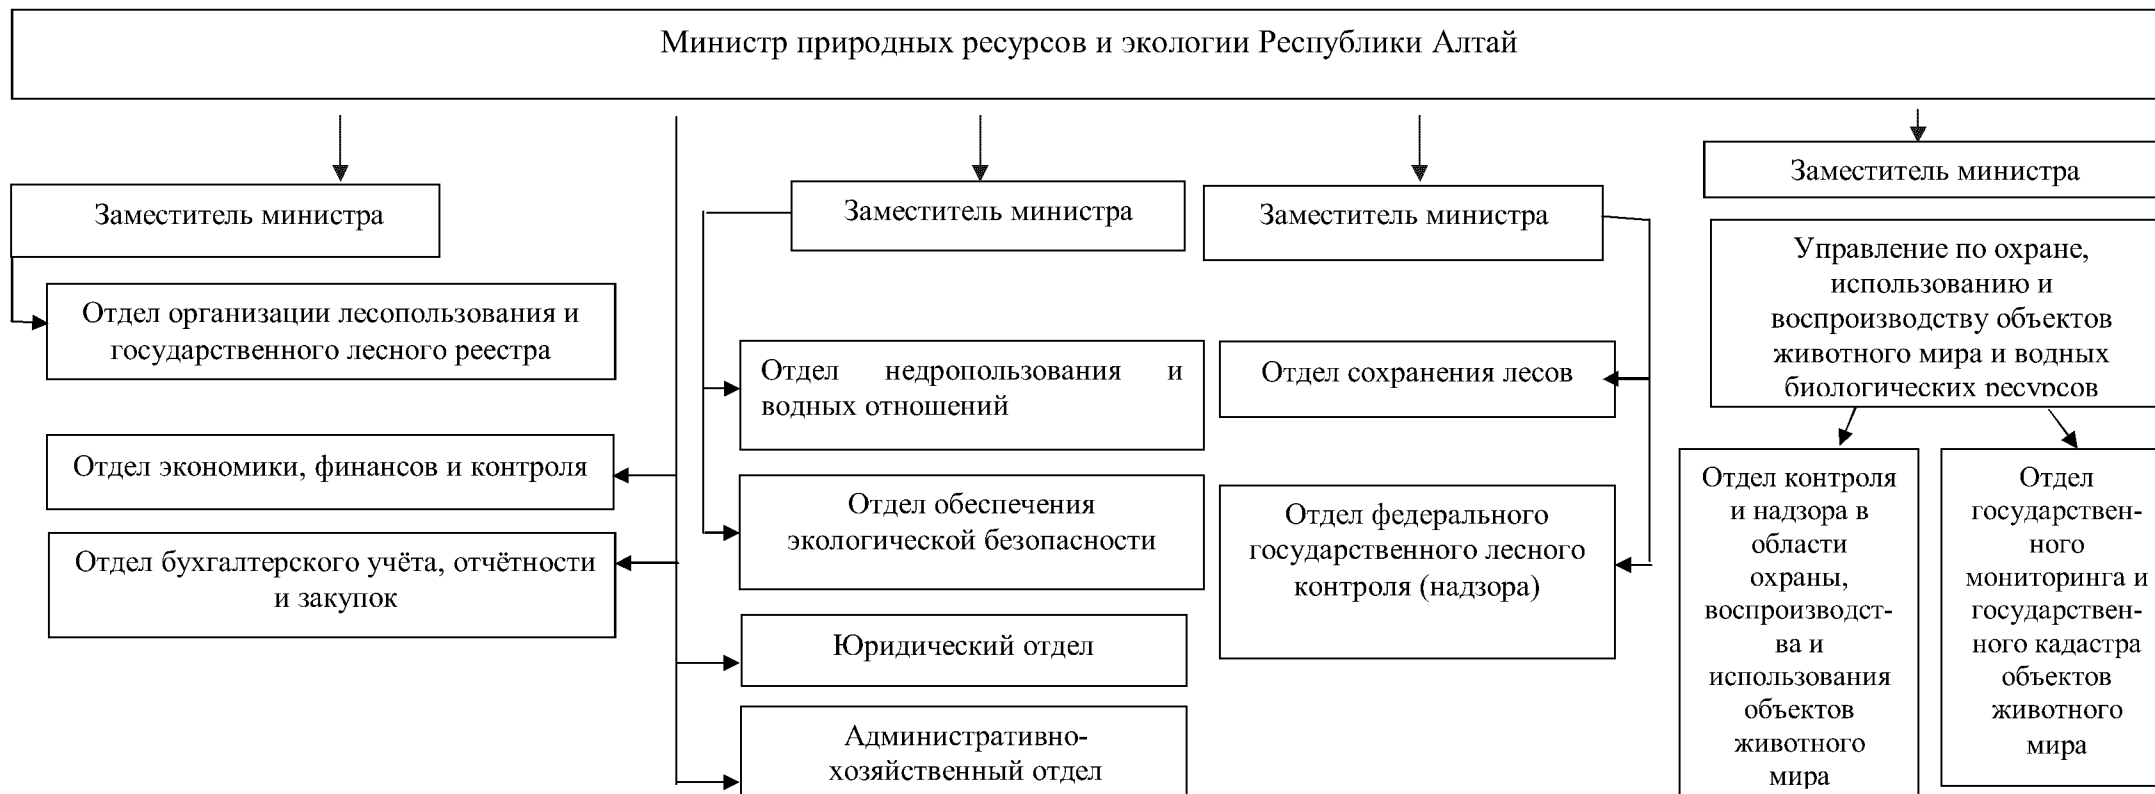 Министр природных ресурсов и экологии Республики Алтай
Заместитель министра
Заместитель министра
Заместитель министра
Заместитель министра
Отдел организации лесопользования и
государственного лесного реестра
Отдел экономики, финансов и контроля
Отдел бухгалтерского учёта, отчётности
и закупок
Отдел недропользования и
водных отношений
Отдел обеспечения
экологической безопасности
Юридический отдел
Административно-
хозяйственный отдел
Отдел сохранения лесов
Отдел федерального
государственного лесного
контроля (надзора)
Управление по охране,
использованию и
воспроизводству объектов
животного мира и водных
биологических ресурсов
Отдел контроля
и надзора в
области
охраны,
воспроизводст-
ва и
использования
объектов
животного
мира
Отдел
государствен-
ного
мониторинга и
государствен-
ного кадастра
объектов
животного
мира